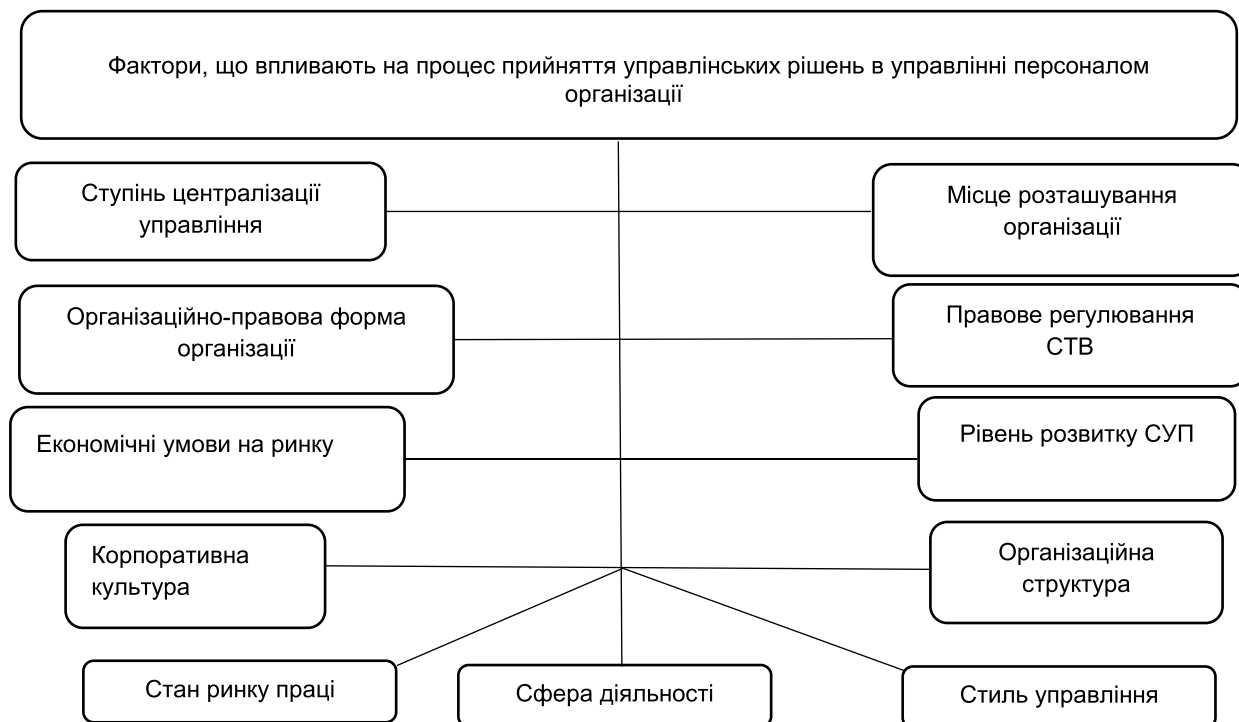 Фактори, що впливають на процес прийняття управлінських рішень в управлінні персоналом
організації
Ступінь централізації
управління
Місце розташування
організації
Організаційно-правова форма
організації
Правове регулювання
СТВ
Економічні умови на ринку
Рівень розвитку СУП
Корпоративна
культура
Організаційна
структура
Стан ринку праці
Сфера діяльності
Стиль управління